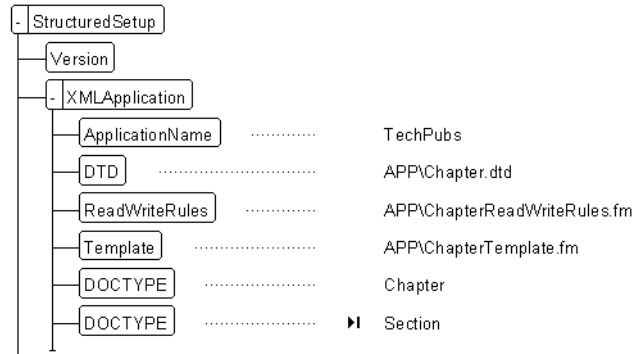 StructuredSetup
Version
XMLApplication
ApplicationName ............. TechPubs
DTD ...................... APP\Chapter.dtd
ReadWriteRules .............. APP\ChapterReadWriteRules.fm
Template ...................... APP\ChapterTemplate.fm
DOCTYPE .................... Chapter
DOCTYPE .................... Section